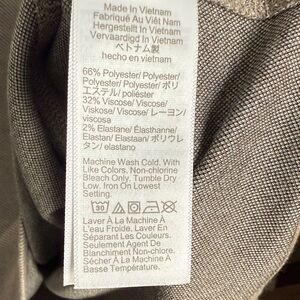 Made In Vietnam
Fabriqué Au Viêt Nam
Hergestellt In Vietnam
Vervaardigd In Vietnam
ベトナム製
hecho en vietnam
66% Polyester/ Polyester/
Polyester/ Polyester/ ポリ
エステル/ poliéster
32% Viscose/ Viscose/
Viskose/ Viscose/ レーヨン/
viscosa
2% Elastane/ Élasthanne/
Elastan/ Elastaan/ ポリウレ
タン/ elastano
Machine Wash Cold. With
Like Colors. Non-chlorine
Bleach Only. Tumble Dry
Low. Iron On Lowest
Setting.
30
Laver À La Machine À
L'eau Froide. Laver En
Séparant Les Couleurs.
Seulement Agent De
Blanchiment Non-chlore.
Sécher À La Machine À
Basse Température.